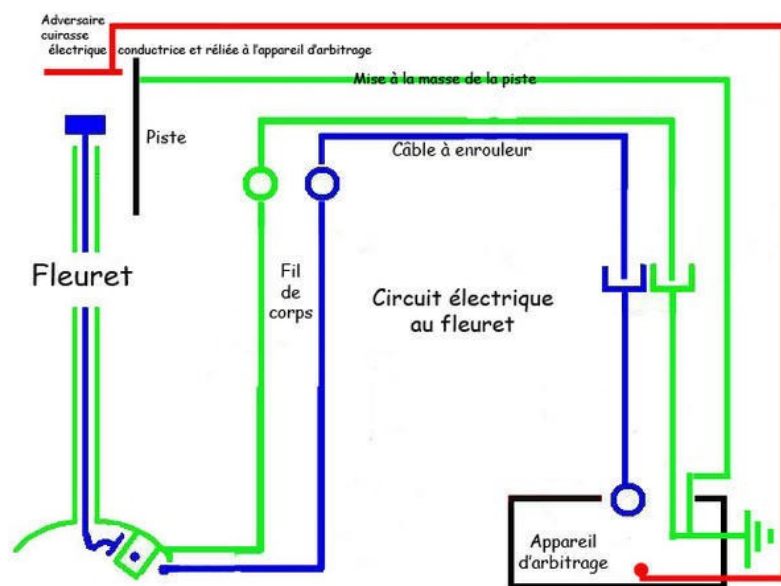 Adversaire
cuirasse
électrique conductrice et réliée à l'appareil d'arbitrage
Mise à la masse de la piste
Piste
Câble à enrouleur
Fleuret
Fil
de
corps
Circuit électrique
au fleuret
Appareil
d'arbitrage